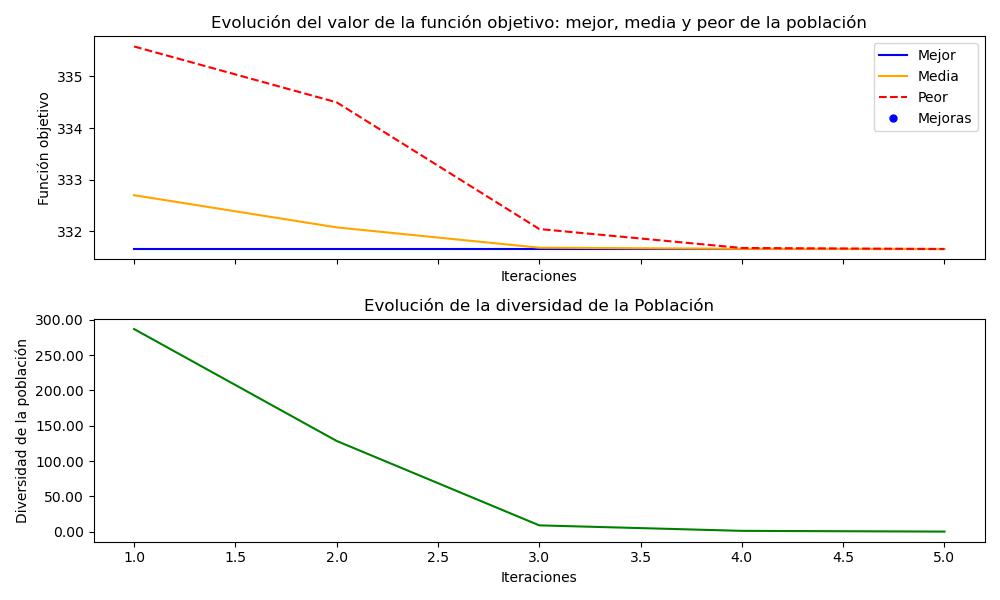 Evolución del valor de la función objetivo: mejor, media y peor de la población
Función objetivo
335
334
333
332
Mejor
Media
Peor
Mejoras
Iteraciones
Evolución de la diversidad de la Población
Diversidad de la población
300.00
250.00
200.00
150.00
100.00
50.00
0.00
1.0 1.5 2.0 2.5 3.0 3.5 4.0 4.5 5.0
Iteraciones